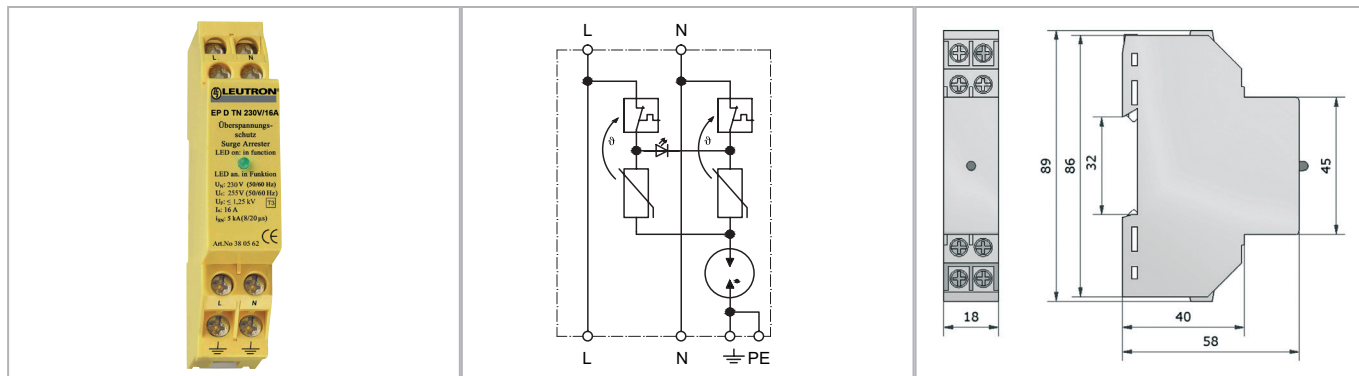 L N
LEUTRON
EP D TN 230V/16A
Überspannungs-
schutz
Surge Arrester
LED on: in function
LED an. in Funktion
UN: 230 V (50/60 Hz)
UC: 255V (50/60 Hz)
UP: ≤ 1,25 kV T3
IN: 16 A
iSN: 5 kA (8/20 µs)
CE
Art.No 38 05 62
L N
L N
ϑ ϑ
L N PE
89 86 32 45
18
40
58